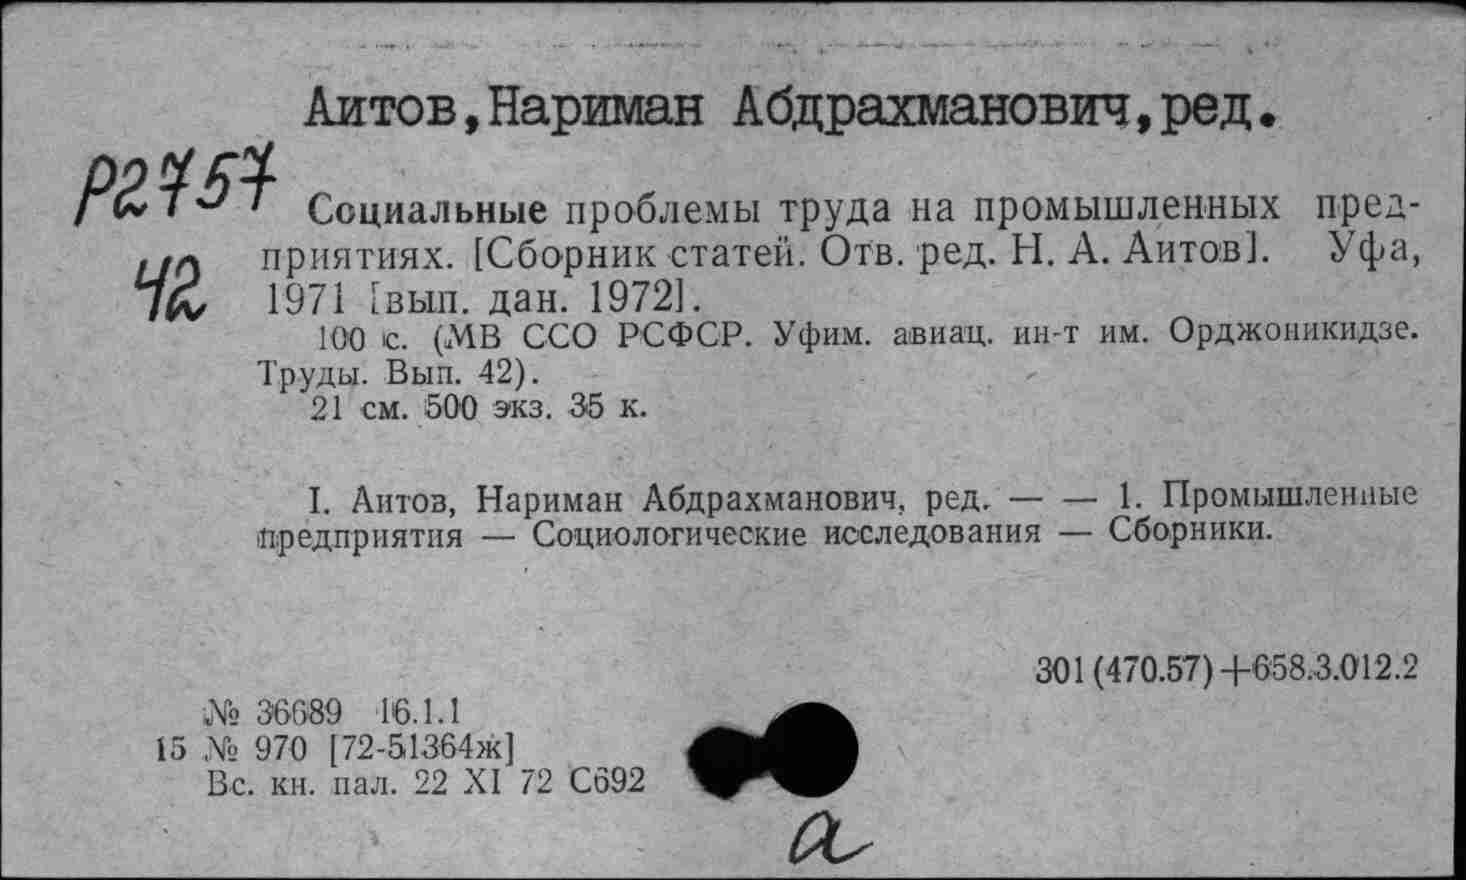 Аитов,Нариман Абдрахманович,ред.
Р2757
42
Социальные проблемы труда на промышленных пред-
приятиях. [Сборник статей. Отв. ред. Н. А. Аитов]. Уфа,
1971 [вып. дан. 1972].
100 с. (МВ ССО РСФСР. Уфим. авиац. ин-т им. Орджоникидзе.
Труды. Вып. 42).
21 см. 500 экз. 35 к.
I. Аитов, Нариман Абдрахманович, ред. — — 1. Промышленные
предприятия — Социологические исследования — Сборники.
301 (470.57)+658.3.012.2
№ 36689 16.1.1
15 № 970 [72-51364ж]
Вс. кн. пал. 22 XI 72 С692
а